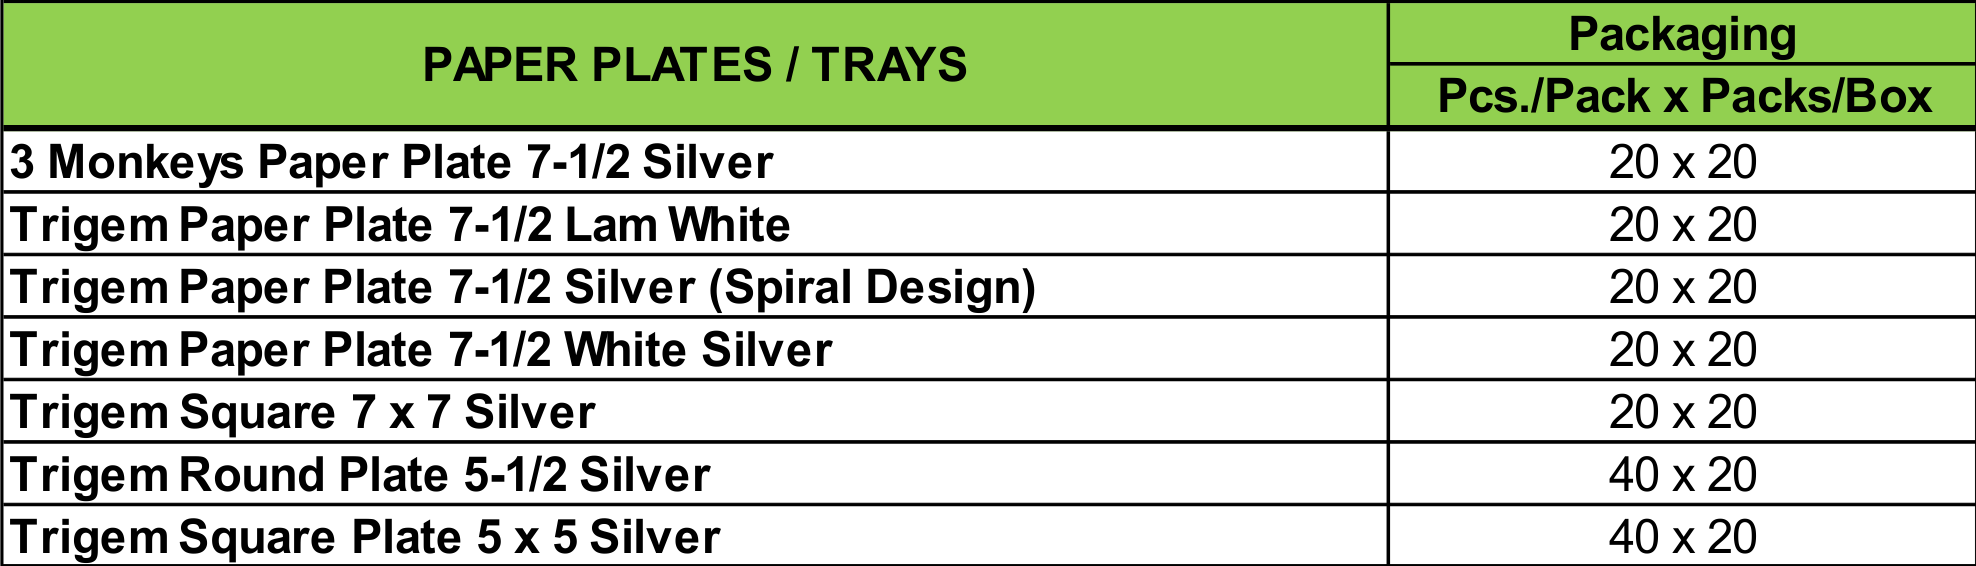 PAPER PLATES / TRAYS
Packaging
Pcs./Pack x Packs/Box
3 Monkeys Paper Plate 7-1/2 Silver 20 x 20
Trigem Paper Plate 7-1/2 Lam White 20 x 20
Trigem Paper Plate 7-1/2 Silver (Spiral Design) 20 x 20
Trigem Paper Plate 7-1/2 White Silver 20 x 20
Trigem Square 7 x 7 Silver 20 x 20
Trigem Round Plate 5-1/2 Silver 40 x 20
Trigem Square Plate 5 x 5 Silver 40 x 20